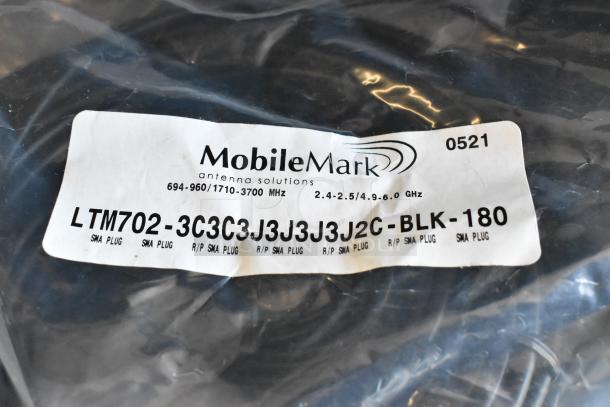 MobileMark
antenna solutions
0521
694-960/1710-3700 MHz 2.4-2.5/4.9-6.0 GHz
LTM702-3C3C3J3J3J3J2C-BLK-180
SMA PLUG SMA PLUG R/P SMA PLUG R/P SMA PLUG R/P SMA PLUG R/P SMA PLUG SMA PLUG